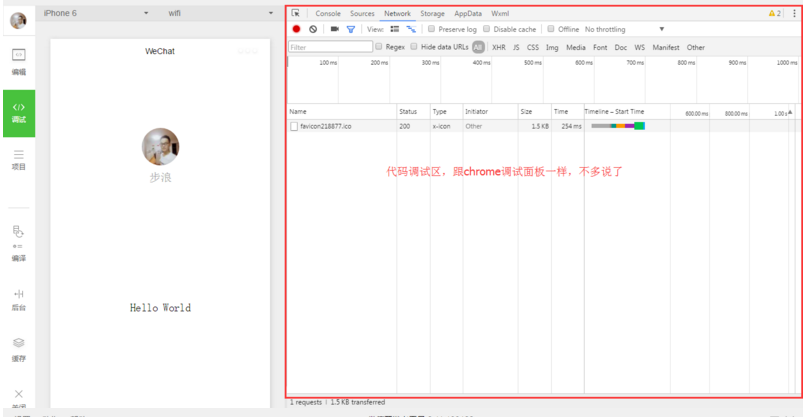 iPhone 6
wifi
编辑
调试
项目
编译
后台
缓存
关闭
WeChat
步浪
Hello World
Console Sources Network Storage AppData Wxml
2
View: Preserve log Disable cache Offline No throttling
Filter Regex Hide data URLs All XHR JS CSS Img Media Font Doc WS Manifest Other
100 ms 200 ms 300 ms 400 ms 500 ms 600 ms 700 ms 800 ms 900 ms 1000 ms
Name Status Type Initiator Size Time Timeline – Start Time 600.00 ms 800.00 ms 1.00 s
favicon218877.ico 200 x-icon Other 1.5 KB 254 ms
代码调试区，跟chrome调试面板一样，不多说了
1 requests | 1.5 KB transferred